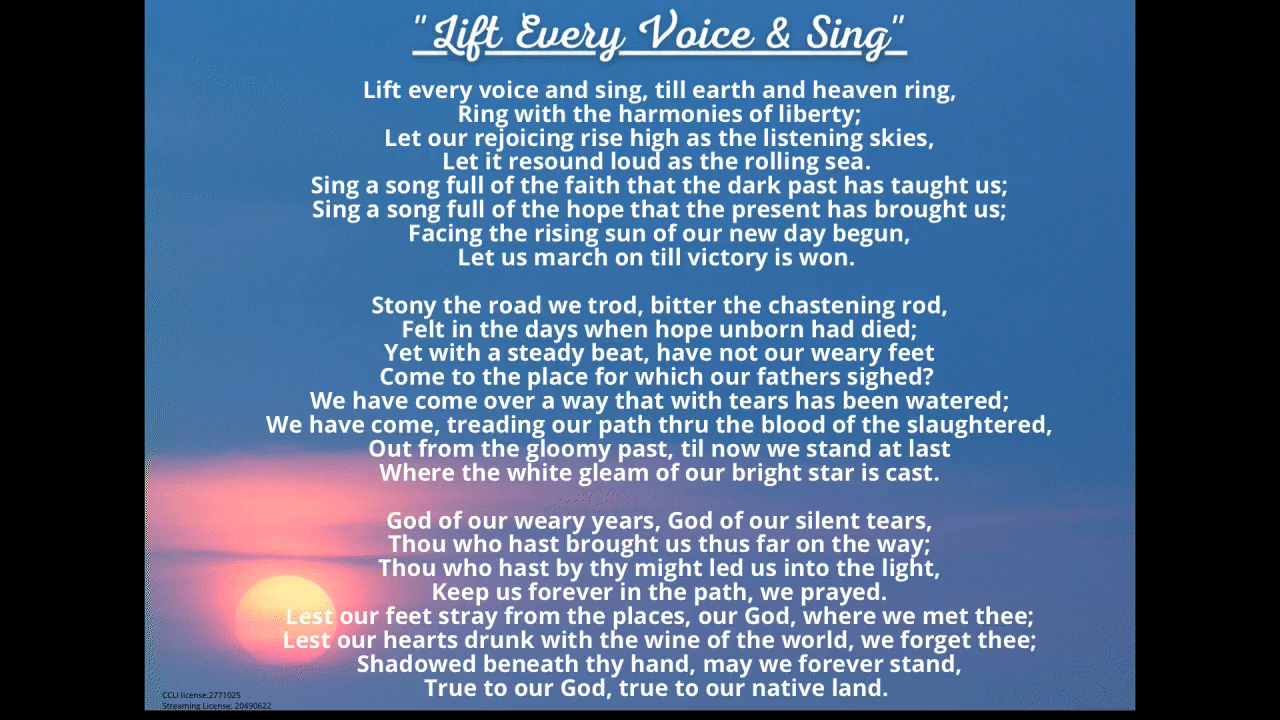 "Lift Every Voice & Sing"
Lift every voice and sing, till earth and heaven ring,
Ring with the harmonies of liberty;
Let our rejoicing rise high as the listening skies,
Let it resound loud as the rolling sea.
Sing a song full of the faith that the dark past has taught us;
Sing a song full of the hope that the present has brought us;
Facing the rising sun of our new day begun,
Let us march on till victory is won.
Stony the road we trod, bitter the chastening rod,
Felt in the days when hope unborn had died;
Yet with a steady beat, have not our weary feet
Come to the place for which our fathers sighed?
We have come over a way that with tears has been watered;
We have come, treading our path thru the blood of the slaughtered,
Out from the gloomy past, til now we stand at last
Where the white gleam of our bright star is cast.
God of our weary years, God of our silent tears,
Thou who hast brought us thus far on the way;
Thou who hast by thy might led us into the light,
Keep us forever in the path, we prayed.
Lest our feet stray from the places, our God, where we met thee;
Lest our hearts drunk with the wine of the world, we forget thee;
Shadowed beneath thy hand, may we forever stand,
True to our God, true to our native land.
CCLI license:2771025
Streaming License: 20490622